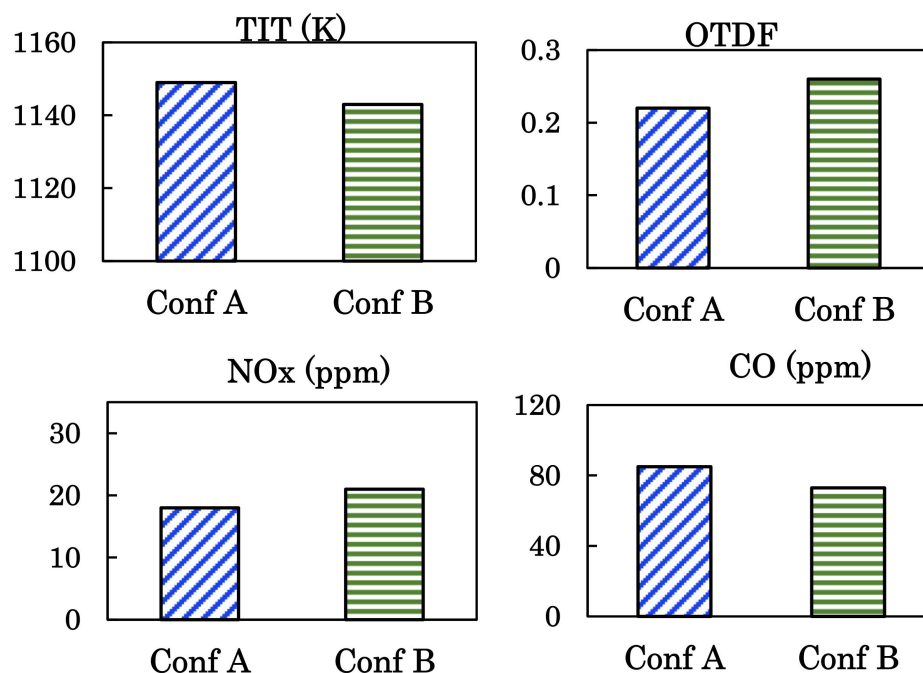 TIT (K)
1160
1140
1120
1100
Conf A
Conf B
OTDF
0.3
0.2
0.1
0
Conf A
Conf B
NOx (ppm)
30
20
10
0
Conf A
Conf B
CO (ppm)
120
80
40
0
Conf A
Conf B